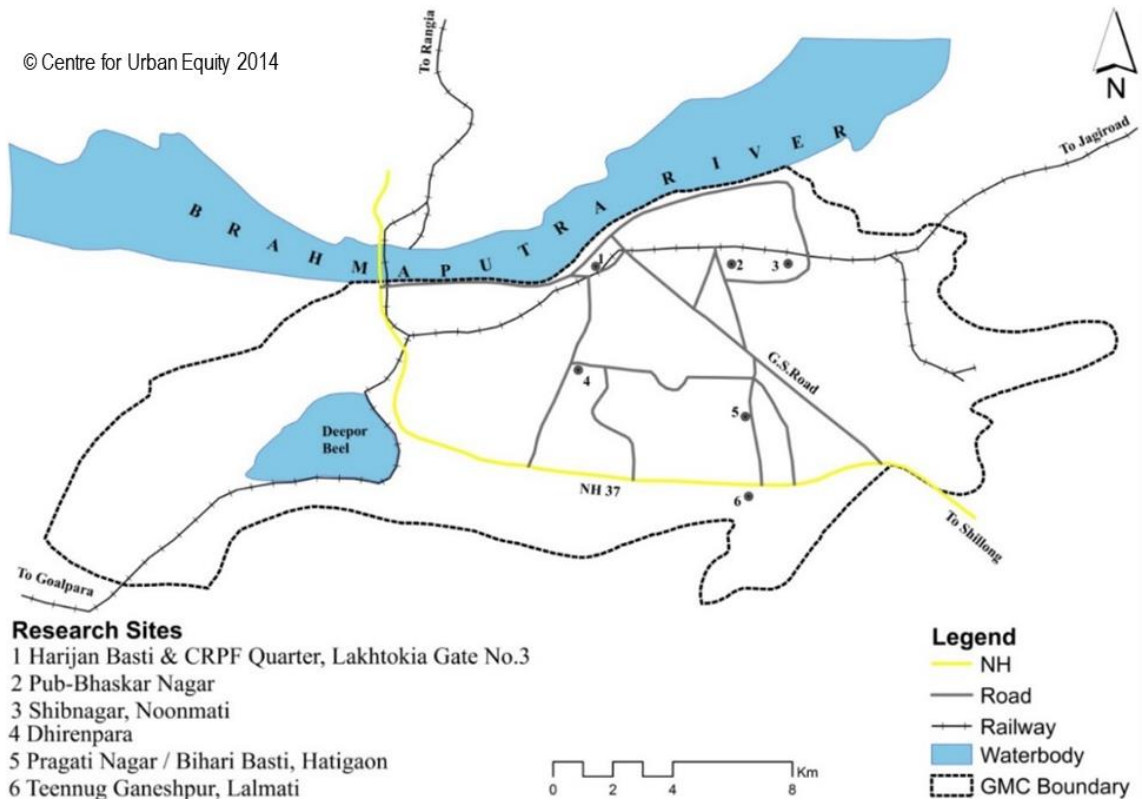 © Centre for Urban Equity 2014
To Rangia
N
To Jagiroad
BRAHMAPUTRA RIVER
1
2
3
G.S.Road
4
5
Deepor
Beel
NH 37
6
To Shillong
To Goalpara
Research Sites
1 Harijan Basti & CRPF Quarter, Lakhtokia Gate No.3
2 Pub-Bhaskar Nagar
3 Shibnagar, Noonmati
4 Dhirenpara
5 Pragati Nagar / Bihari Basti, Hatigaon
6 Teennug Ganeshpur, Lalmati
Km
0 2 4 8
Legend
NH
Road
Railway
Waterbody
GMC Boundary